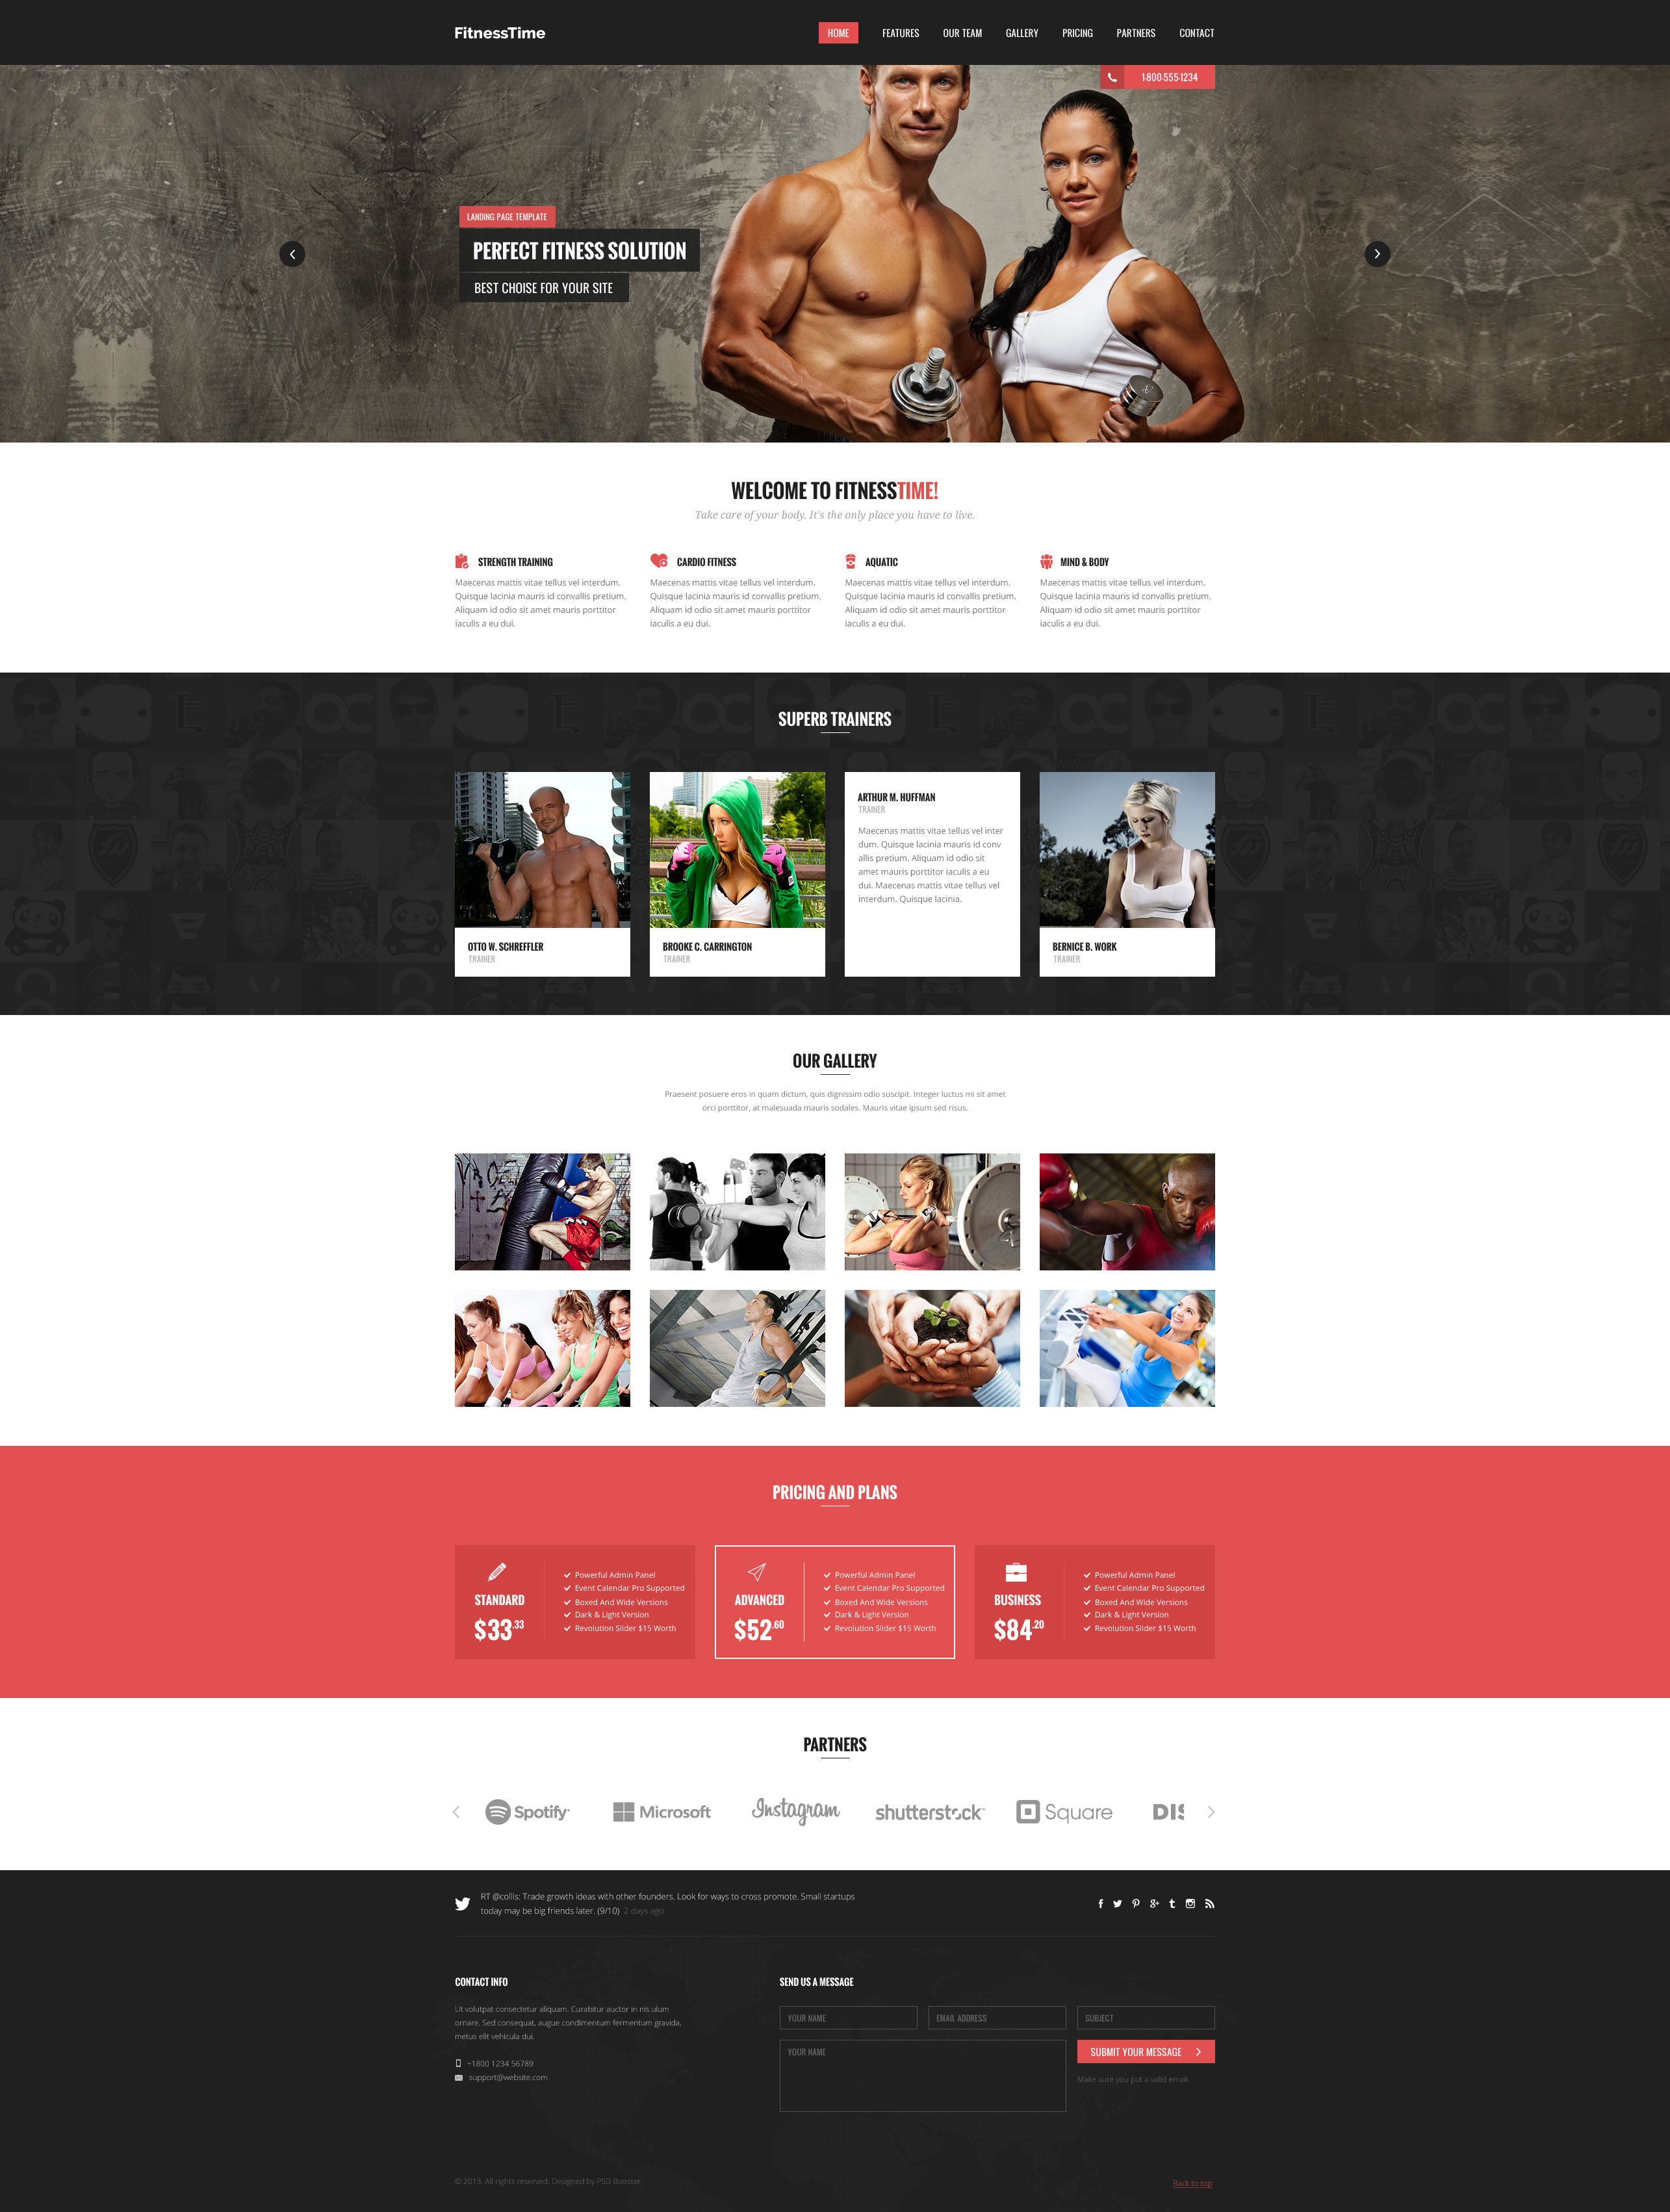 FitnessTime
HOME FEATURES OUR TEAM GALLERY PRICING PARTNERS CONTACT
1-800-555-1234
LANDING PAGE TEMPLATE
PERFECT FITNESS SOLUTION
BEST CHOISE FOR YOUR SITE
WELCOME TO FITNESSTIME!
Take care of your body. It's the only place you have to live.
STRENGTH TRAINING
Maecenas mattis vitae tellus vel interdum.
Quisque lacinia mauris id convallis pretium.
Aliquam id odio sit amet mauris porttitor
iaculis a eu dui.
CARDIO FITNESS
Maecenas mattis vitae tellus vel interdum.
Quisque lacinia mauris id convallis pretium.
Aliquam id odio sit amet mauris porttitor
iaculis a eu dui.
AQUATIC
Maecenas mattis vitae tellus vel interdum.
Quisque lacinia mauris id convallis pretium.
Aliquam id odio sit amet mauris porttitor
iaculis a eu dui.
MIND & BODY
Maecenas mattis vitae tellus vel interdum.
Quisque lacinia mauris id convallis pretium.
Aliquam id odio sit amet mauris porttitor
iaculis a eu dui.
SUPERB TRAINERS
OTTO W. SCHREFFLER
TRAINER
BROOKE C. CARRINGTON
TRAINER
ARTHUR M. HUFFMAN
TRAINER
Maecenas mattis vitae tellus vel inter
dum. Quisque lacinia mauris id conv
allis pretium. Aliquam id odio sit
amet mauris porttitor iaculis a eu
dui. Maecenas mattis vitae tellus vel
interdum. Quisque lacinia.
BERNICE B. WORK
TRAINER
OUR GALLERY
Praesent posuere eros in quam dictum, quis dignissim odio suscipit. Integer luctus mi sit amet
orci porttitor, at malesuada mauris sodales. Mauris vitae ipsum sed risus.
PRICING AND PLANS
STANDARD
$33.33
Powerful Admin Panel
Event Calendar Pro Supported
Boxed And Wide Versions
Dark & Light Version
Revolution Slider $15 Worth
ADVANCED
$52.60
Powerful Admin Panel
Event Calendar Pro Supported
Boxed And Wide Versions
Dark & Light Version
Revolution Slider $15 Worth
BUSINESS
$84.20
Powerful Admin Panel
Event Calendar Pro Supported
Boxed And Wide Versions
Dark & Light Version
Revolution Slider $15 Worth
PARTNERS
Spotify Microsoft Instagram shutterstock Square DIS
RT @collis: Trade growth ideas with other founders. Look for ways to cross promote. Small startups
today may be big friends later. (9/10) 2 days ago
CONTACT INFO
Ut volutpat consectetur aliquam. Curabitur auctor in nis ulum
ornare. Sed consequat, augue condimentum fermentum gravida,
metus elit vehicula dui.
+1800 1234 56789
support@website.com
SEND US A MESSAGE
YOUR NAME EMAIL ADDRESS SUBJECT
YOUR NAME
SUBMIT YOUR MESSAGE
Make sure you put a valid email.
© 2013. All rights reserved. Designed by PSD Booster.
Back to top